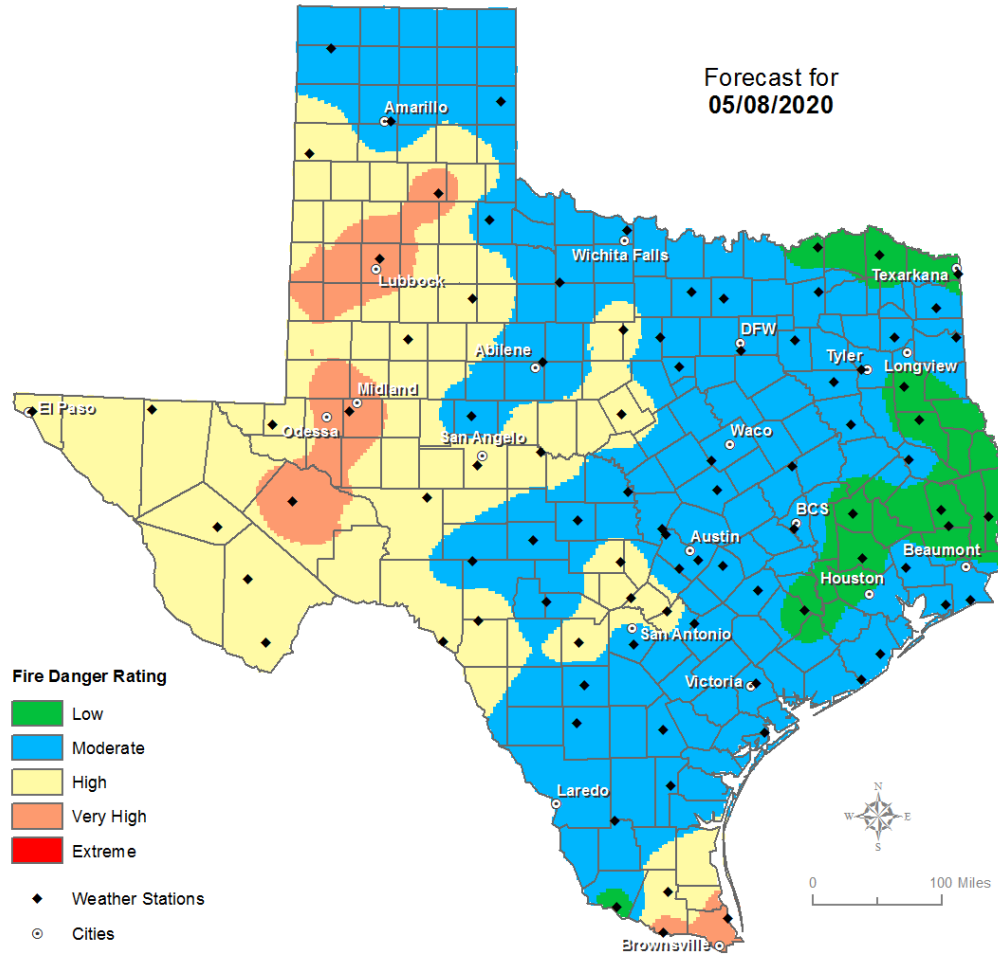 Forecast for
05/08/2020
Amarillo
Wichita Falls
Lubbock
Texarkana
DFW
Abilene
Tyler
Longview
Midland
El Paso
Odessa
San Angelo
Waco
BCS
Austin
Beaumont
Houston
San Antonio
Victoria
Laredo
Brownsville
Fire Danger Rating
Low
Moderate
High
Very High
Extreme
Weather Stations
Cities
N
W E
S
0 100 Miles